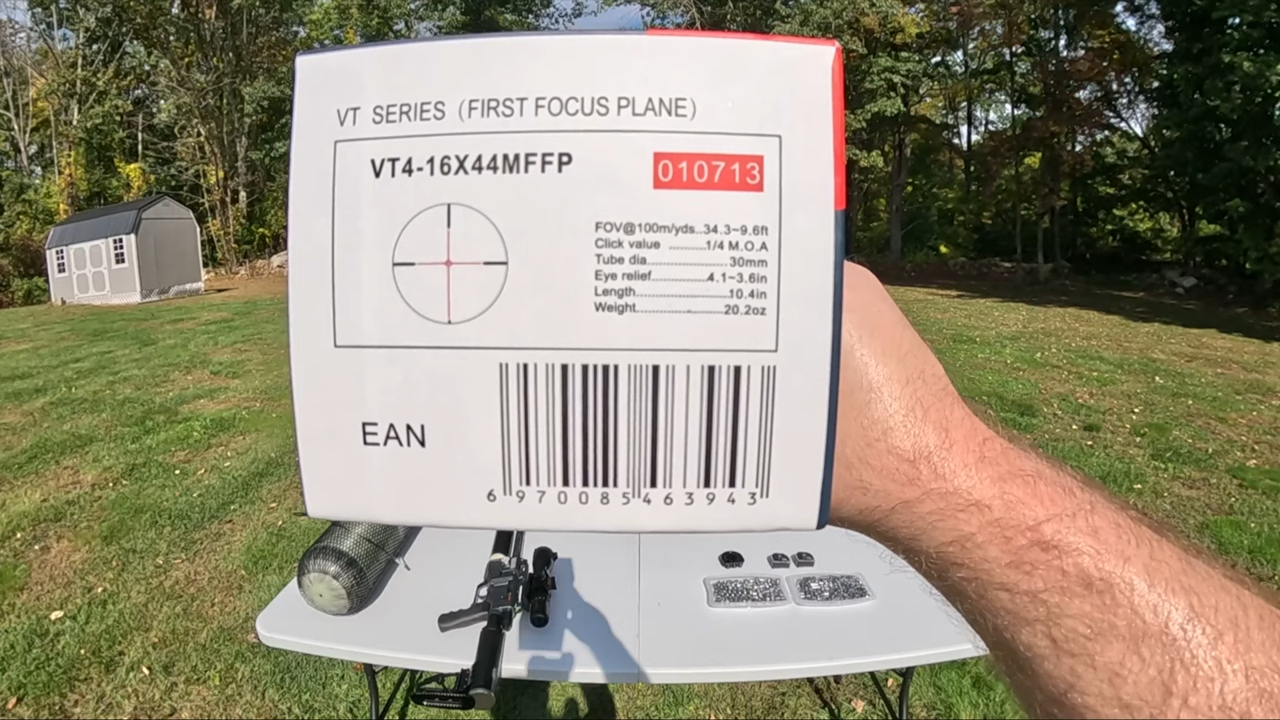 VT SERIES (FIRST FOCUS PLANE)
VT4-16X44MFFP
010713
FOV@100m/yds..34.3~9.6ft
Click value ..........1/4 M.O.A
Tube dia....................30mm
Eye relief...............4.1~3.6in
Length.......................10.4in
Weight......................20.2oz
EAN
6 970085 463943